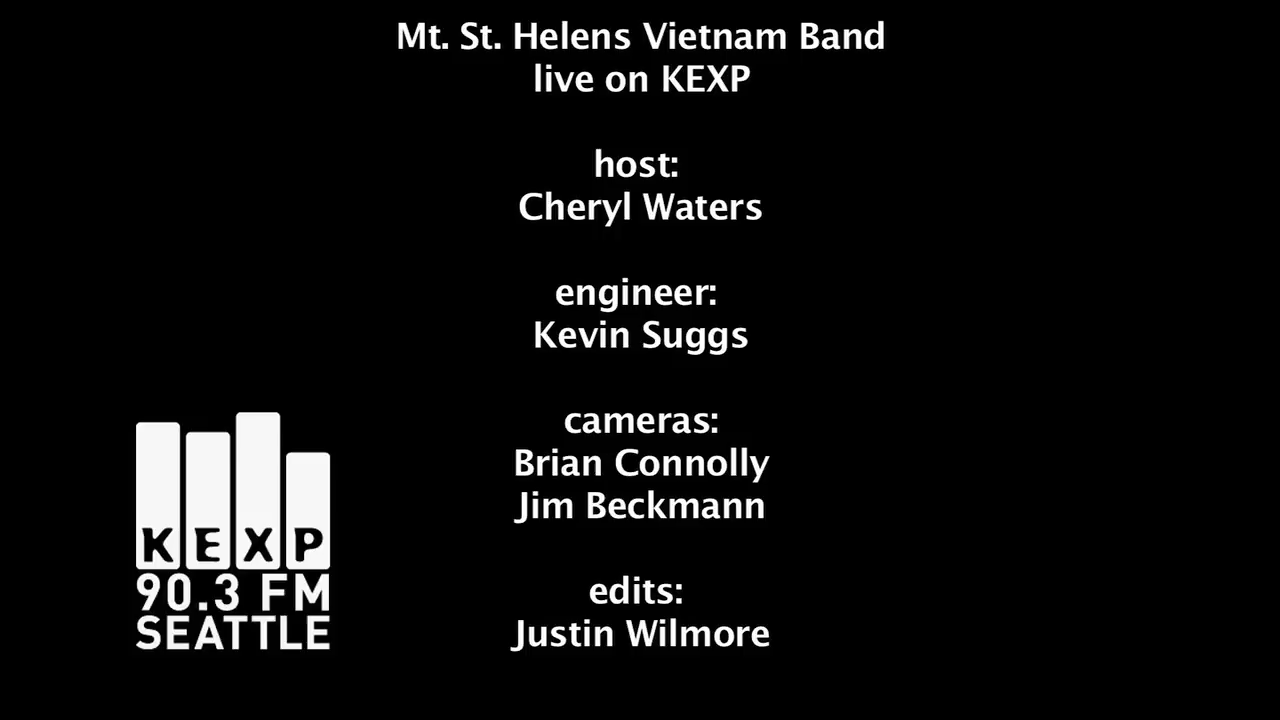 Mt. St. Helens Vietnam Band
live on KEXP
host:
Cheryl Waters
engineer:
Kevin Suggs
cameras:
Brian Connolly
Jim Beckmann
edits:
Justin Wilmore
KEXP
90.3 FM
SEATTLE